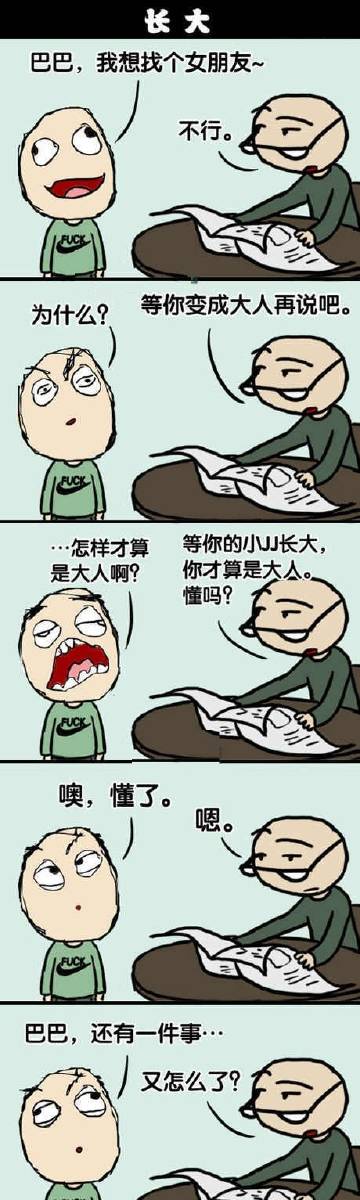 长大
巴巴，我想找个女朋友~
不行。
FUCK
为什么？
等你变成大人再说吧。
FUCK
…怎样才算
是大人啊？
等你的小JJ长大，
你才算是大人。
懂吗？
FUCK
噢，懂了。
嗯。
FUCK
巴巴，还有一件事…
又怎么了？